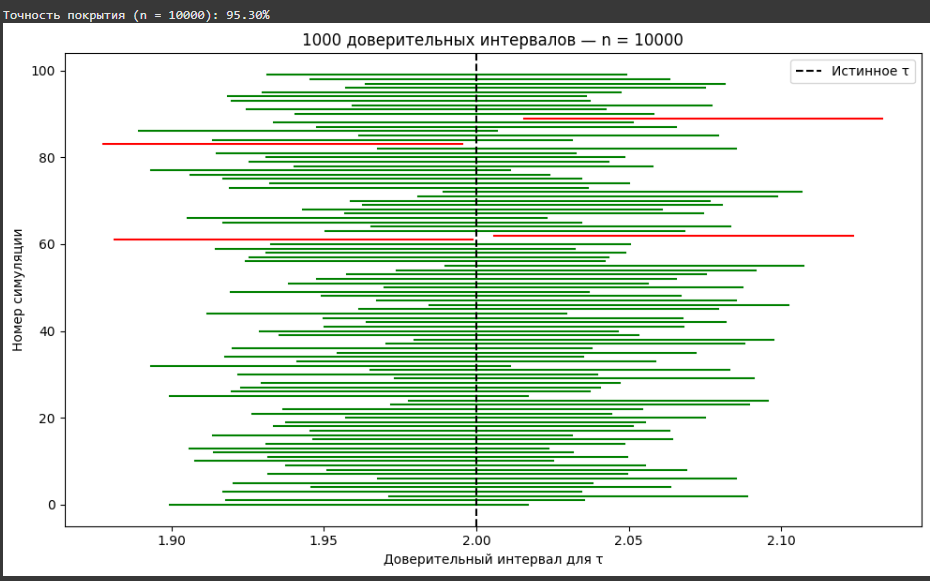 Точность покрытия (n = 10000): 95.30%
1000 доверительных интервалов — n = 10000
Истинное τ
Номер симуляции
100
80
60
40
20
0
1.90 1.95 2.00 2.05 2.10
Доверительный интервал для τ